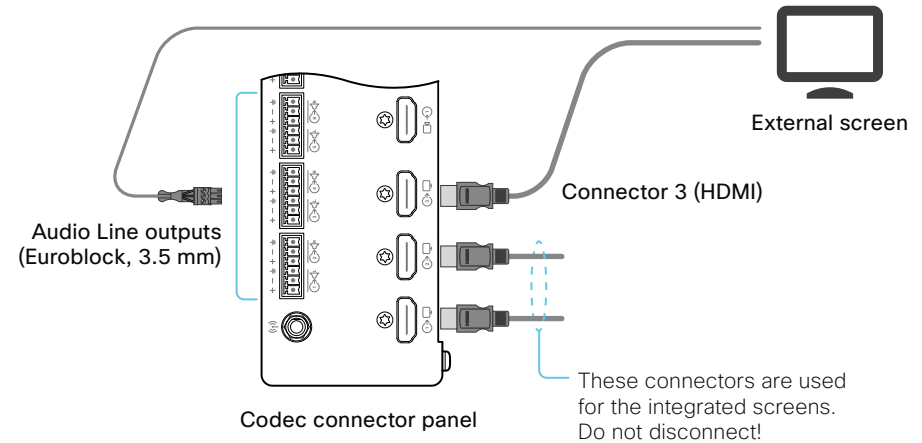 External screen
Connector 3 (HDMI)
Audio Line outputs
(Euroblock, 3.5 mm)
These connectors are used
for the integrated screens.
Do not disconnect!
Codec connector panel